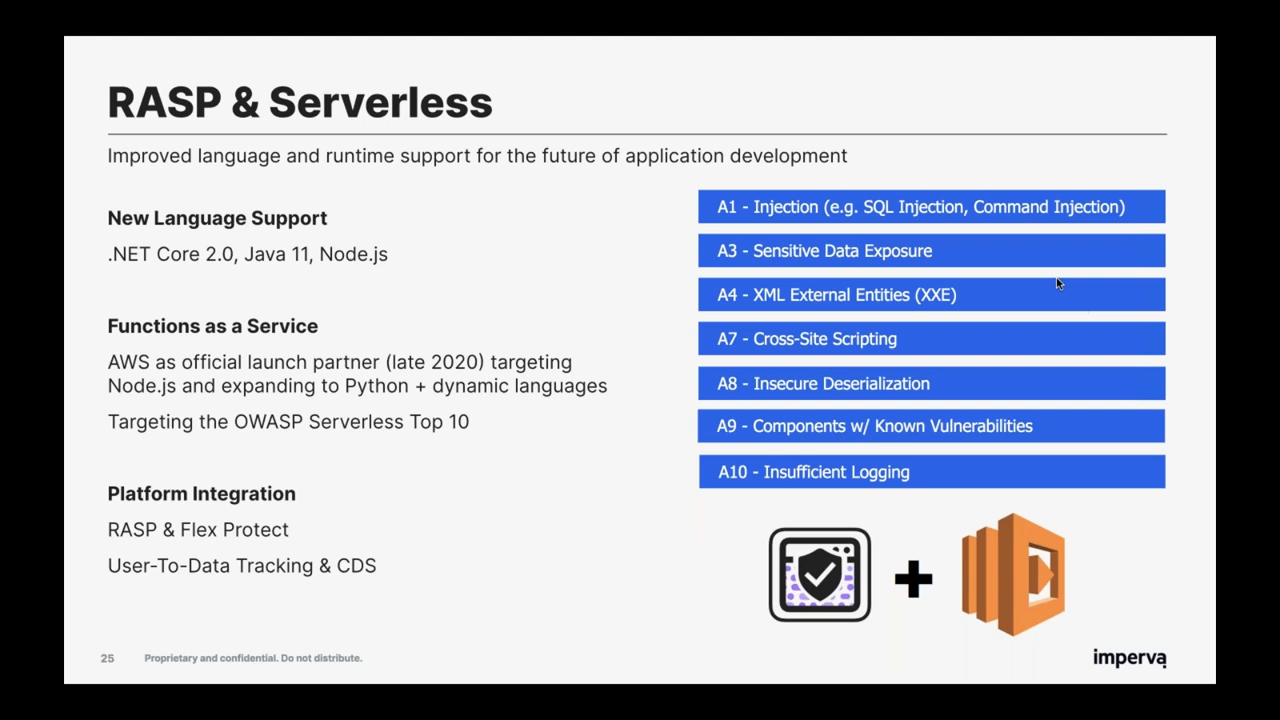 RASP & Serverless
Improved language and runtime support for the future of application development
New Language Support
.NET Core 2.0, Java 11, Node.js
Functions as a Service
AWS as official launch partner (late 2020) targeting
Node.js and expanding to Python + dynamic languages
Targeting the OWASP Serverless Top 10
Platform Integration
RASP & Flex Protect
User-To-Data Tracking & CDS
A1 - Injection (e.g. SQL Injection, Command Injection)
A3 - Sensitive Data Exposure
A4 - XML External Entities (XXE)
A7 - Cross-Site Scripting
A8 - Insecure Deserialization
A9 - Components w/ Known Vulnerabilities
A10 - Insufficient Logging
+
25 Proprietary and confidential. Do not distribute.
imperva